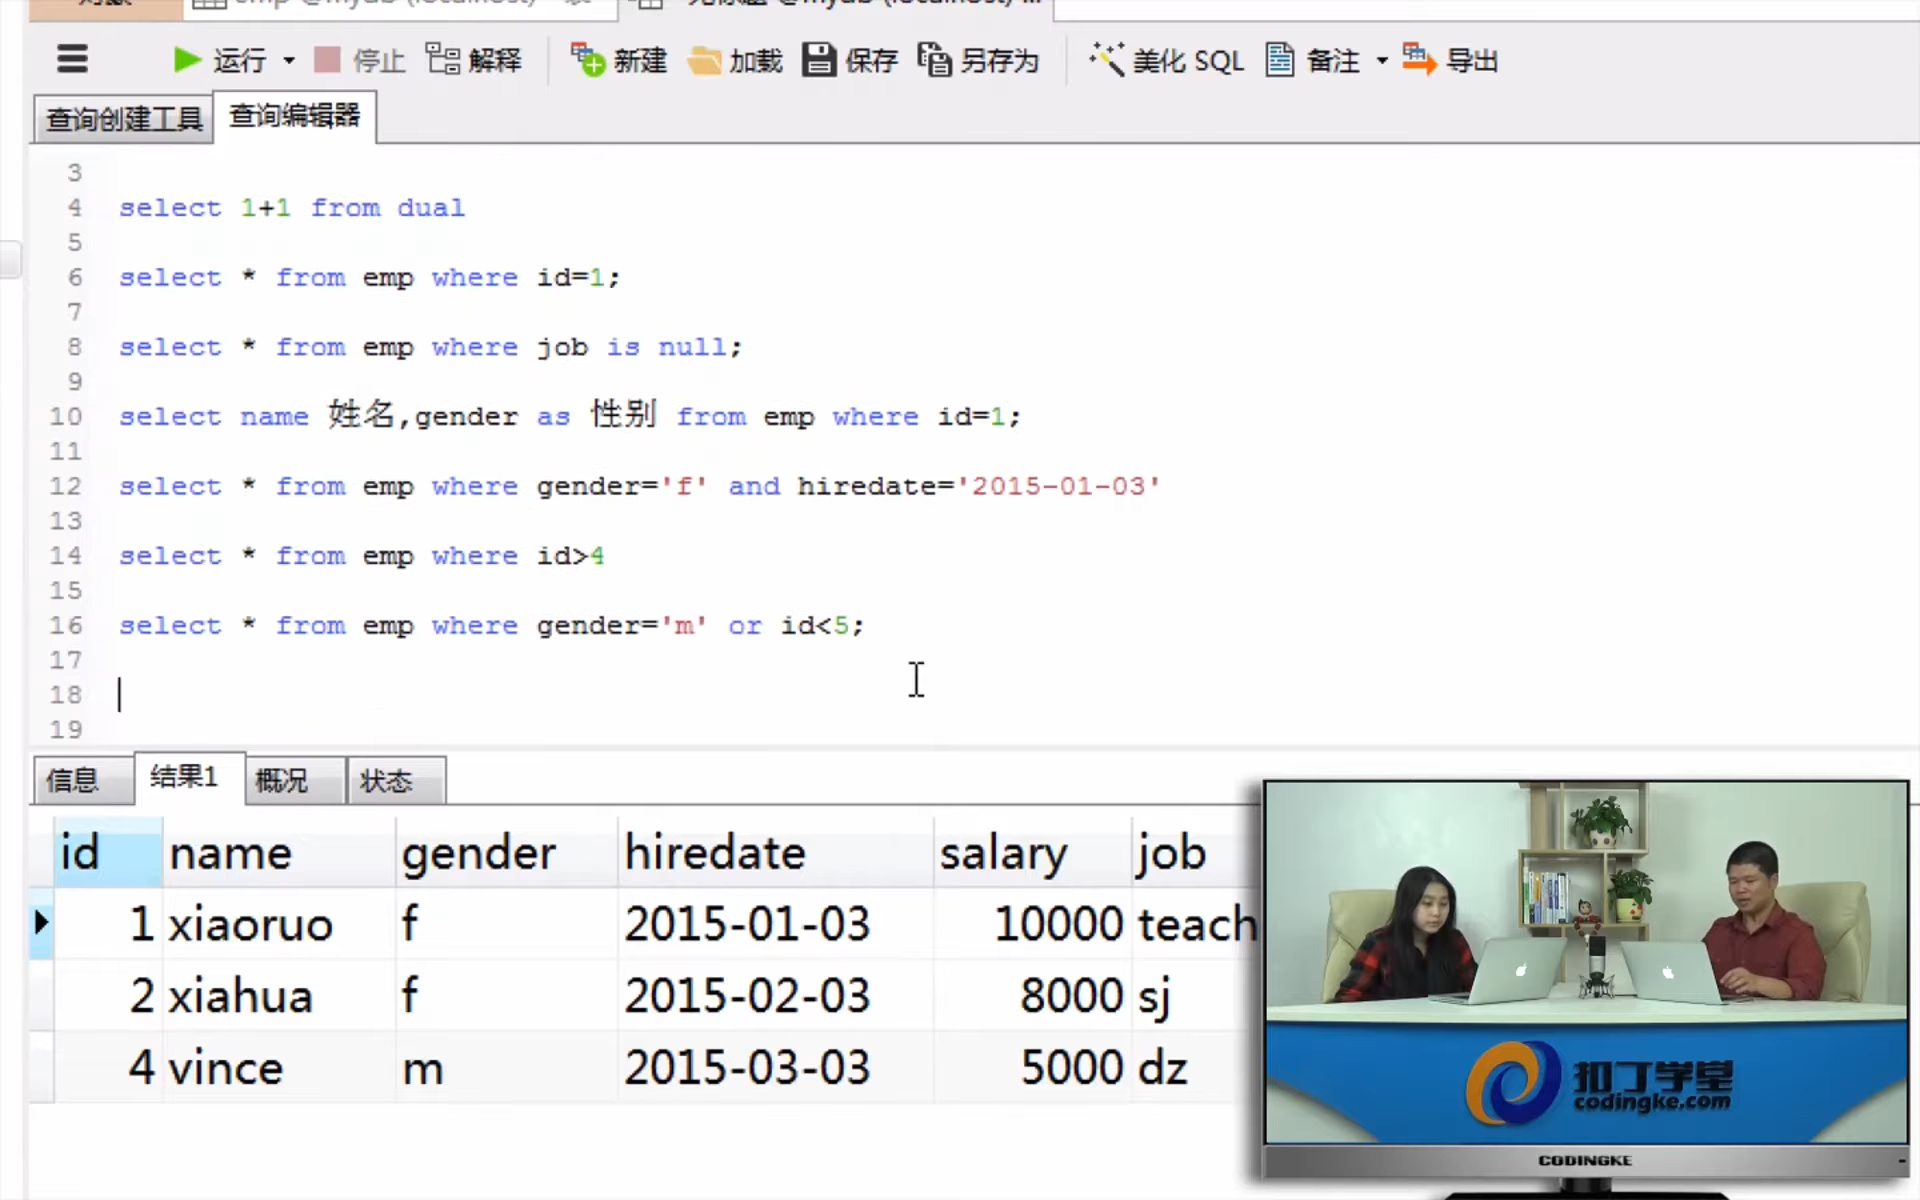 运行 停止 解释 新建 加载 保存 另存为 美化 SQL 备注 导出
查询创建工具 查询编辑器
3
4 select 1+1 from dual
5
6 select * from emp where id=1;
7
8 select * from emp where job is null;
9
10 select name 姓名,gender as 性别 from emp where id=1;
11
12 select * from emp where gender='f' and hiredate='2015-01-03'
13
14 select * from emp where id>4
15
16 select * from emp where gender='m' or id<5;
17
18
19
信息 结果1 概况 状态
id name gender hiredate salary job
1 xiaoruo f 2015-01-03 10000 teach
2 xiahua f 2015-02-03 8000 sj
4 vince m 2015-03-03 5000 dz
扣丁学堂
codingke.com
CODINGKE